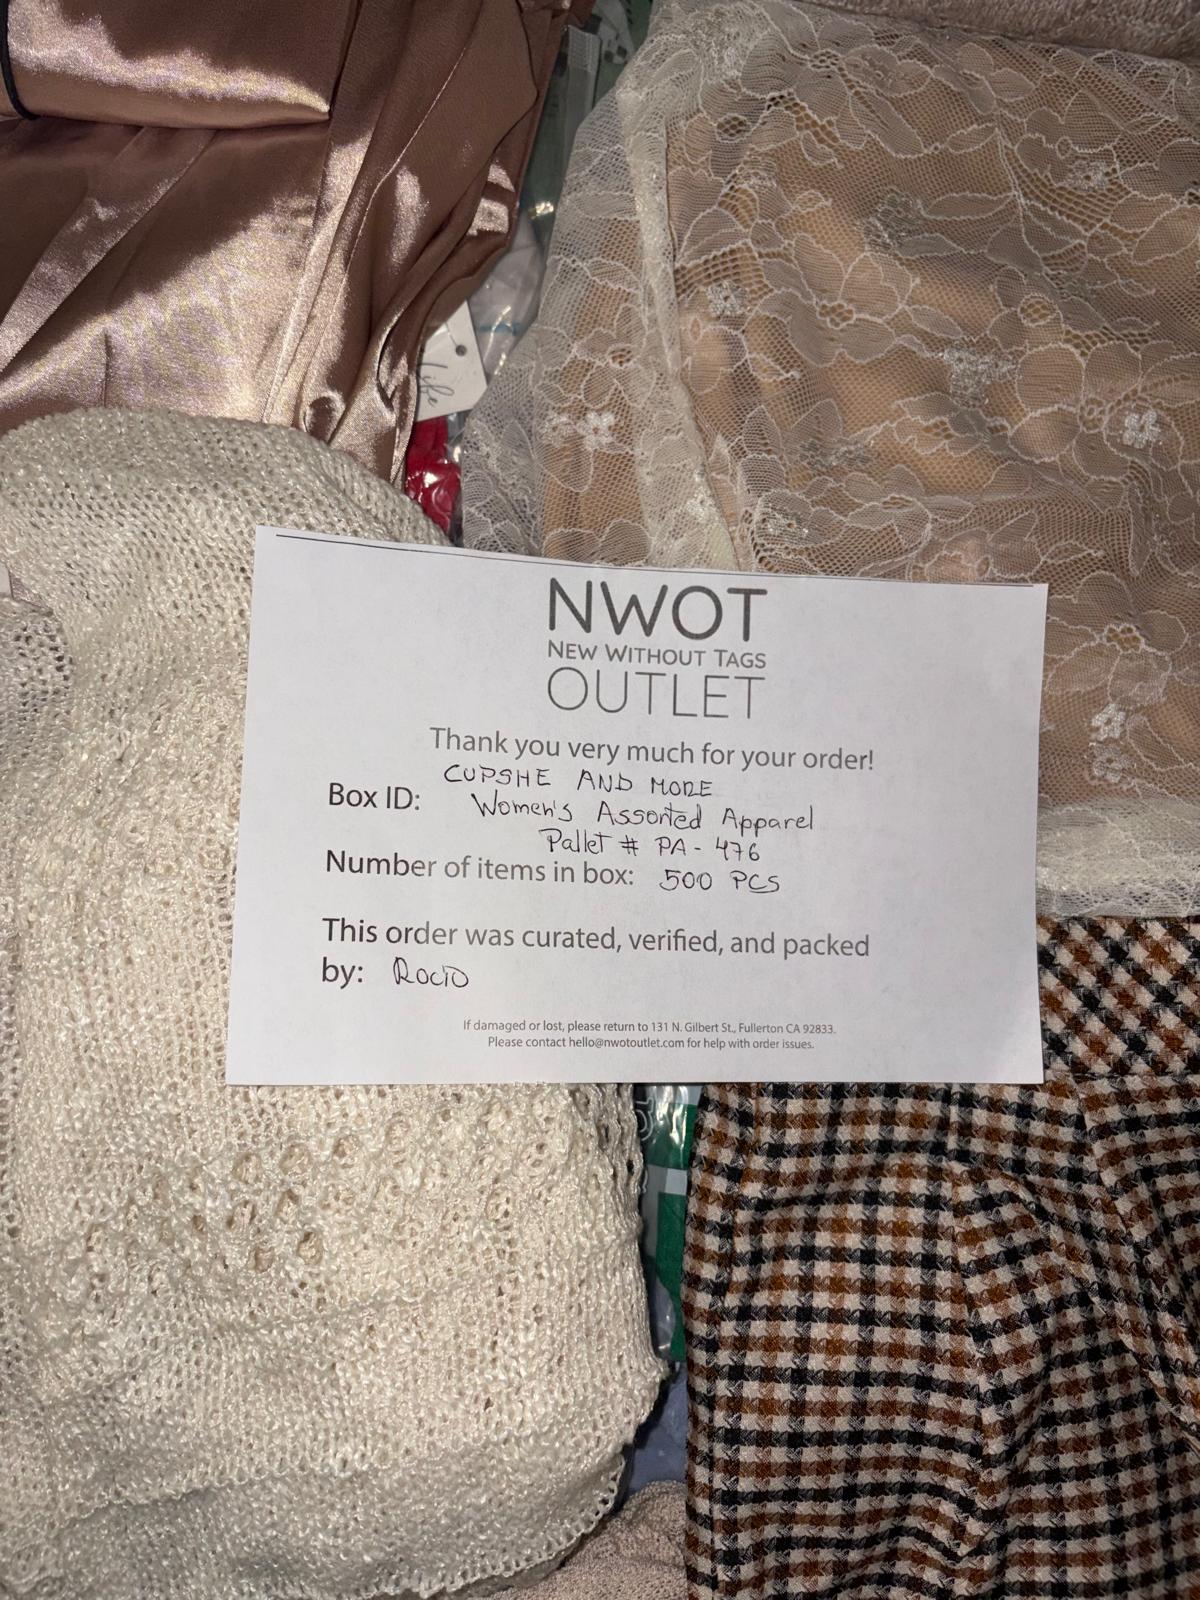 life
NWOT
NEW WITHOUT TAGS
OUTLET
Thank you very much for your order!
CUPSHE AND MORE
Box ID: Women's Assorted Apparel
Pallet # PA-476
Number of items in box: 500 PCS
This order was curated, verified, and packed
by: Rocio
If damaged or lost, please return to 131 N. Gilbert St., Fullerton CA 92833.
Please contact hello@nwotoutlet.com for help with order issues.